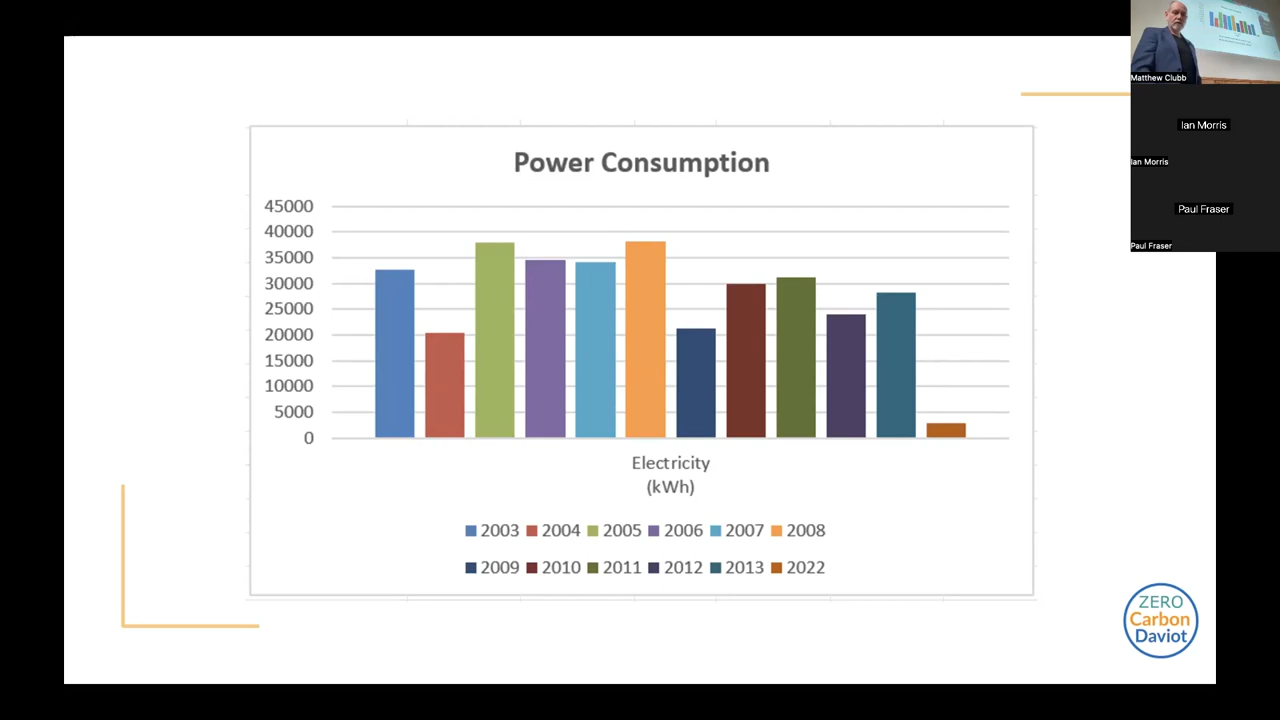 Power Consumption
45000
40000
35000
30000
25000
20000
15000
10000
5000
0
Electricity
(kWh)
2003 2004 2005 2006 2007 2008
2009 2010 2011 2012 2013 2022
ZERO
Carbon
Daviot
Matthew Clubb
Ian Morris
Ian Morris
Paul Fraser
Paul Fraser